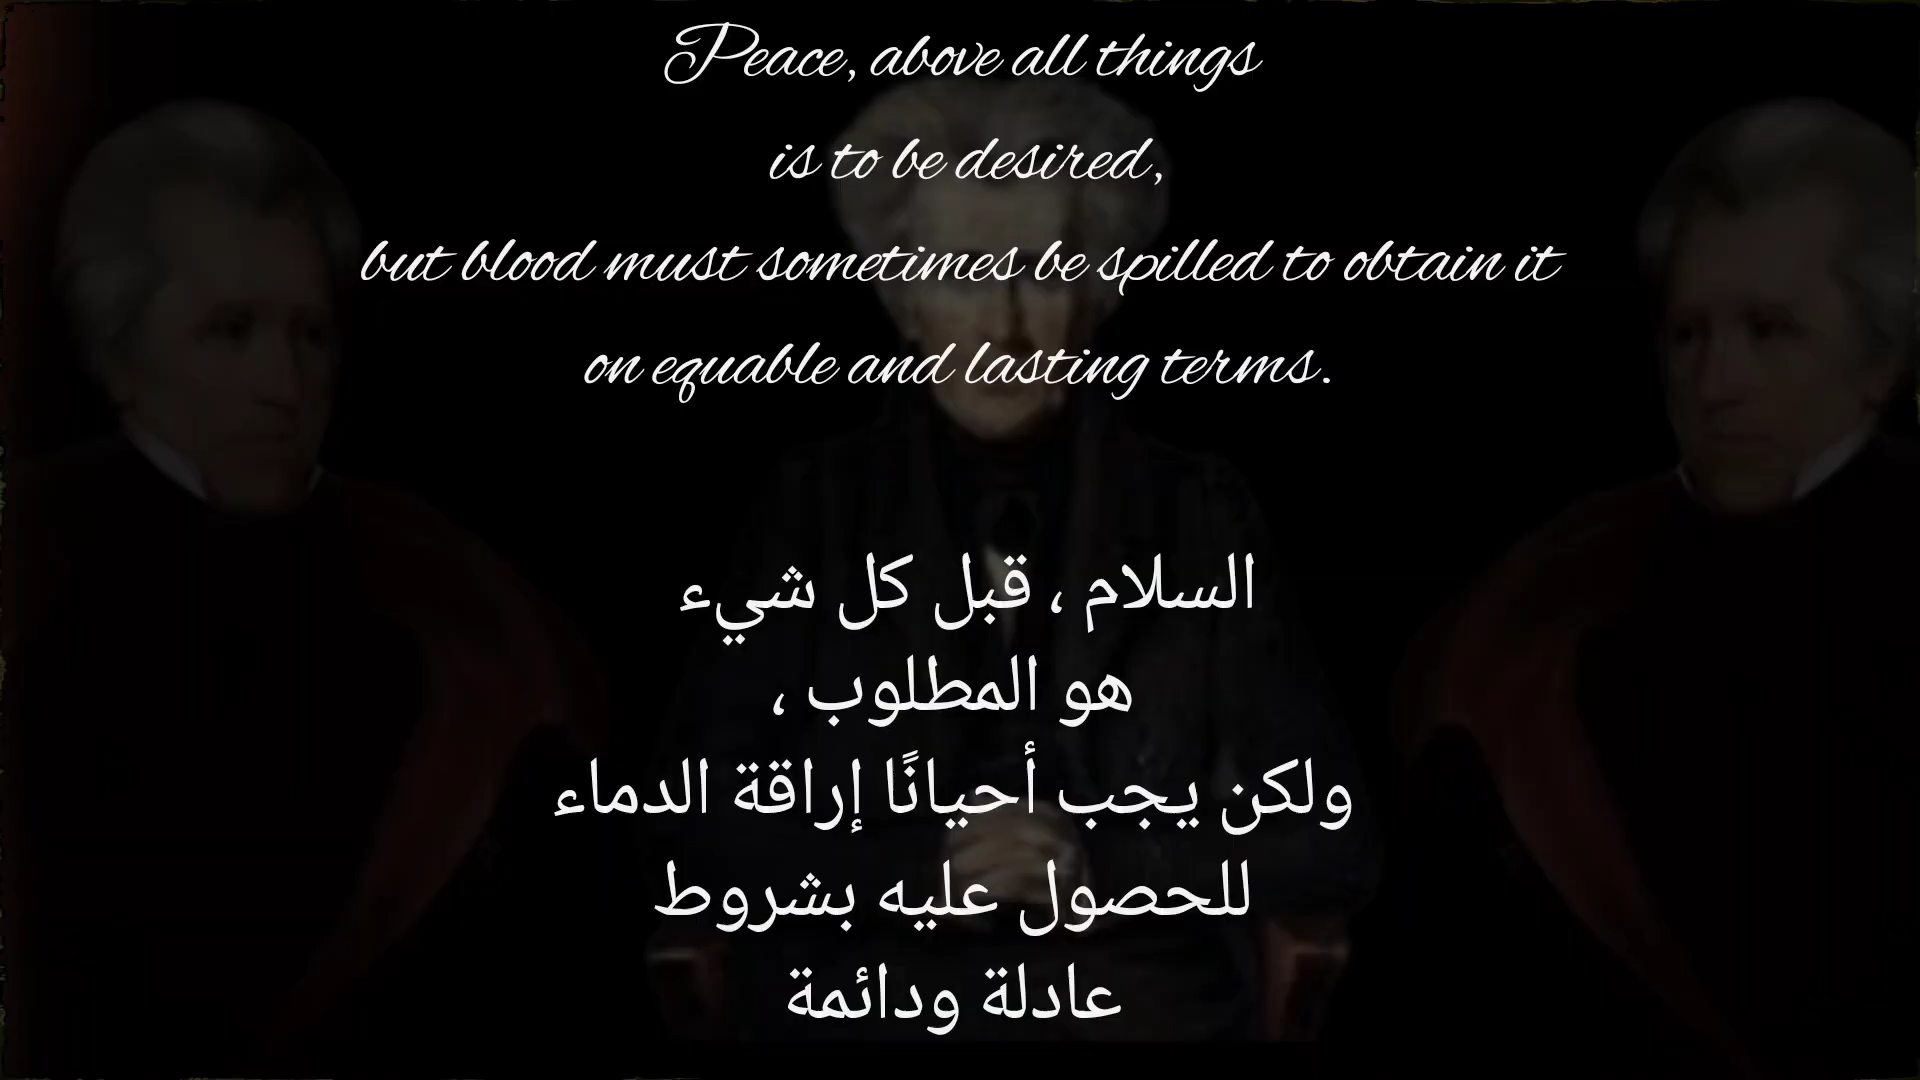 Peace, above all things
is to be desired,
but blood must sometimes be spilled to obtain it
on equable and lasting terms.
السلام ، قبل كل شيء
هو المطلوب ،
ولكن يجب أحيانًا إراقة الدماء
للحصول عليه بشروط
عادلة ودائمة